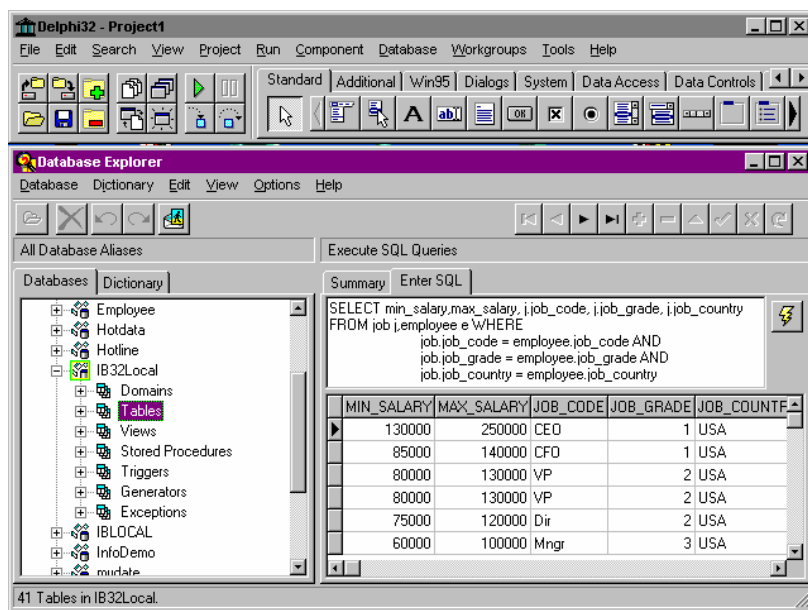 Delphi32 - Project1
File Edit Search View Project Run Component Database Workgroups Tools Help
Standard Additional Win95 Dialogs System Data Access Data Controls
A ab OK
Database Explorer
Database Dictionary Edit View Options Help
All Database Aliases
Execute SQL Queries
Databases Dictionary
Summary Enter SQL
Employee
Hotdata
Hotline
IB32Local
Domains
Tables
Views
Stored Procedures
Triggers
Generators
Exceptions
IBLOCAL
InfoDemo
mudate
SELECT min_salary,max_salary, j.job_code, j.job_grade, j.job_country
FROM job j,employee e WHERE
job.job_code = employee.job_code AND
job.job_grade = employee.job_grade AND
job.job_country = employee.job_country
MIN_SALARY MAX_SALARY JOB_CODE JOB_GRADE JOB_COUNTF
130000 250000 CEO 1 USA
85000 140000 CFO 1 USA
80000 130000 VP 2 USA
80000 130000 VP 2 USA
75000 120000 Dir 2 USA
60000 100000 Mngr 3 USA
41 Tables in IB32Local.